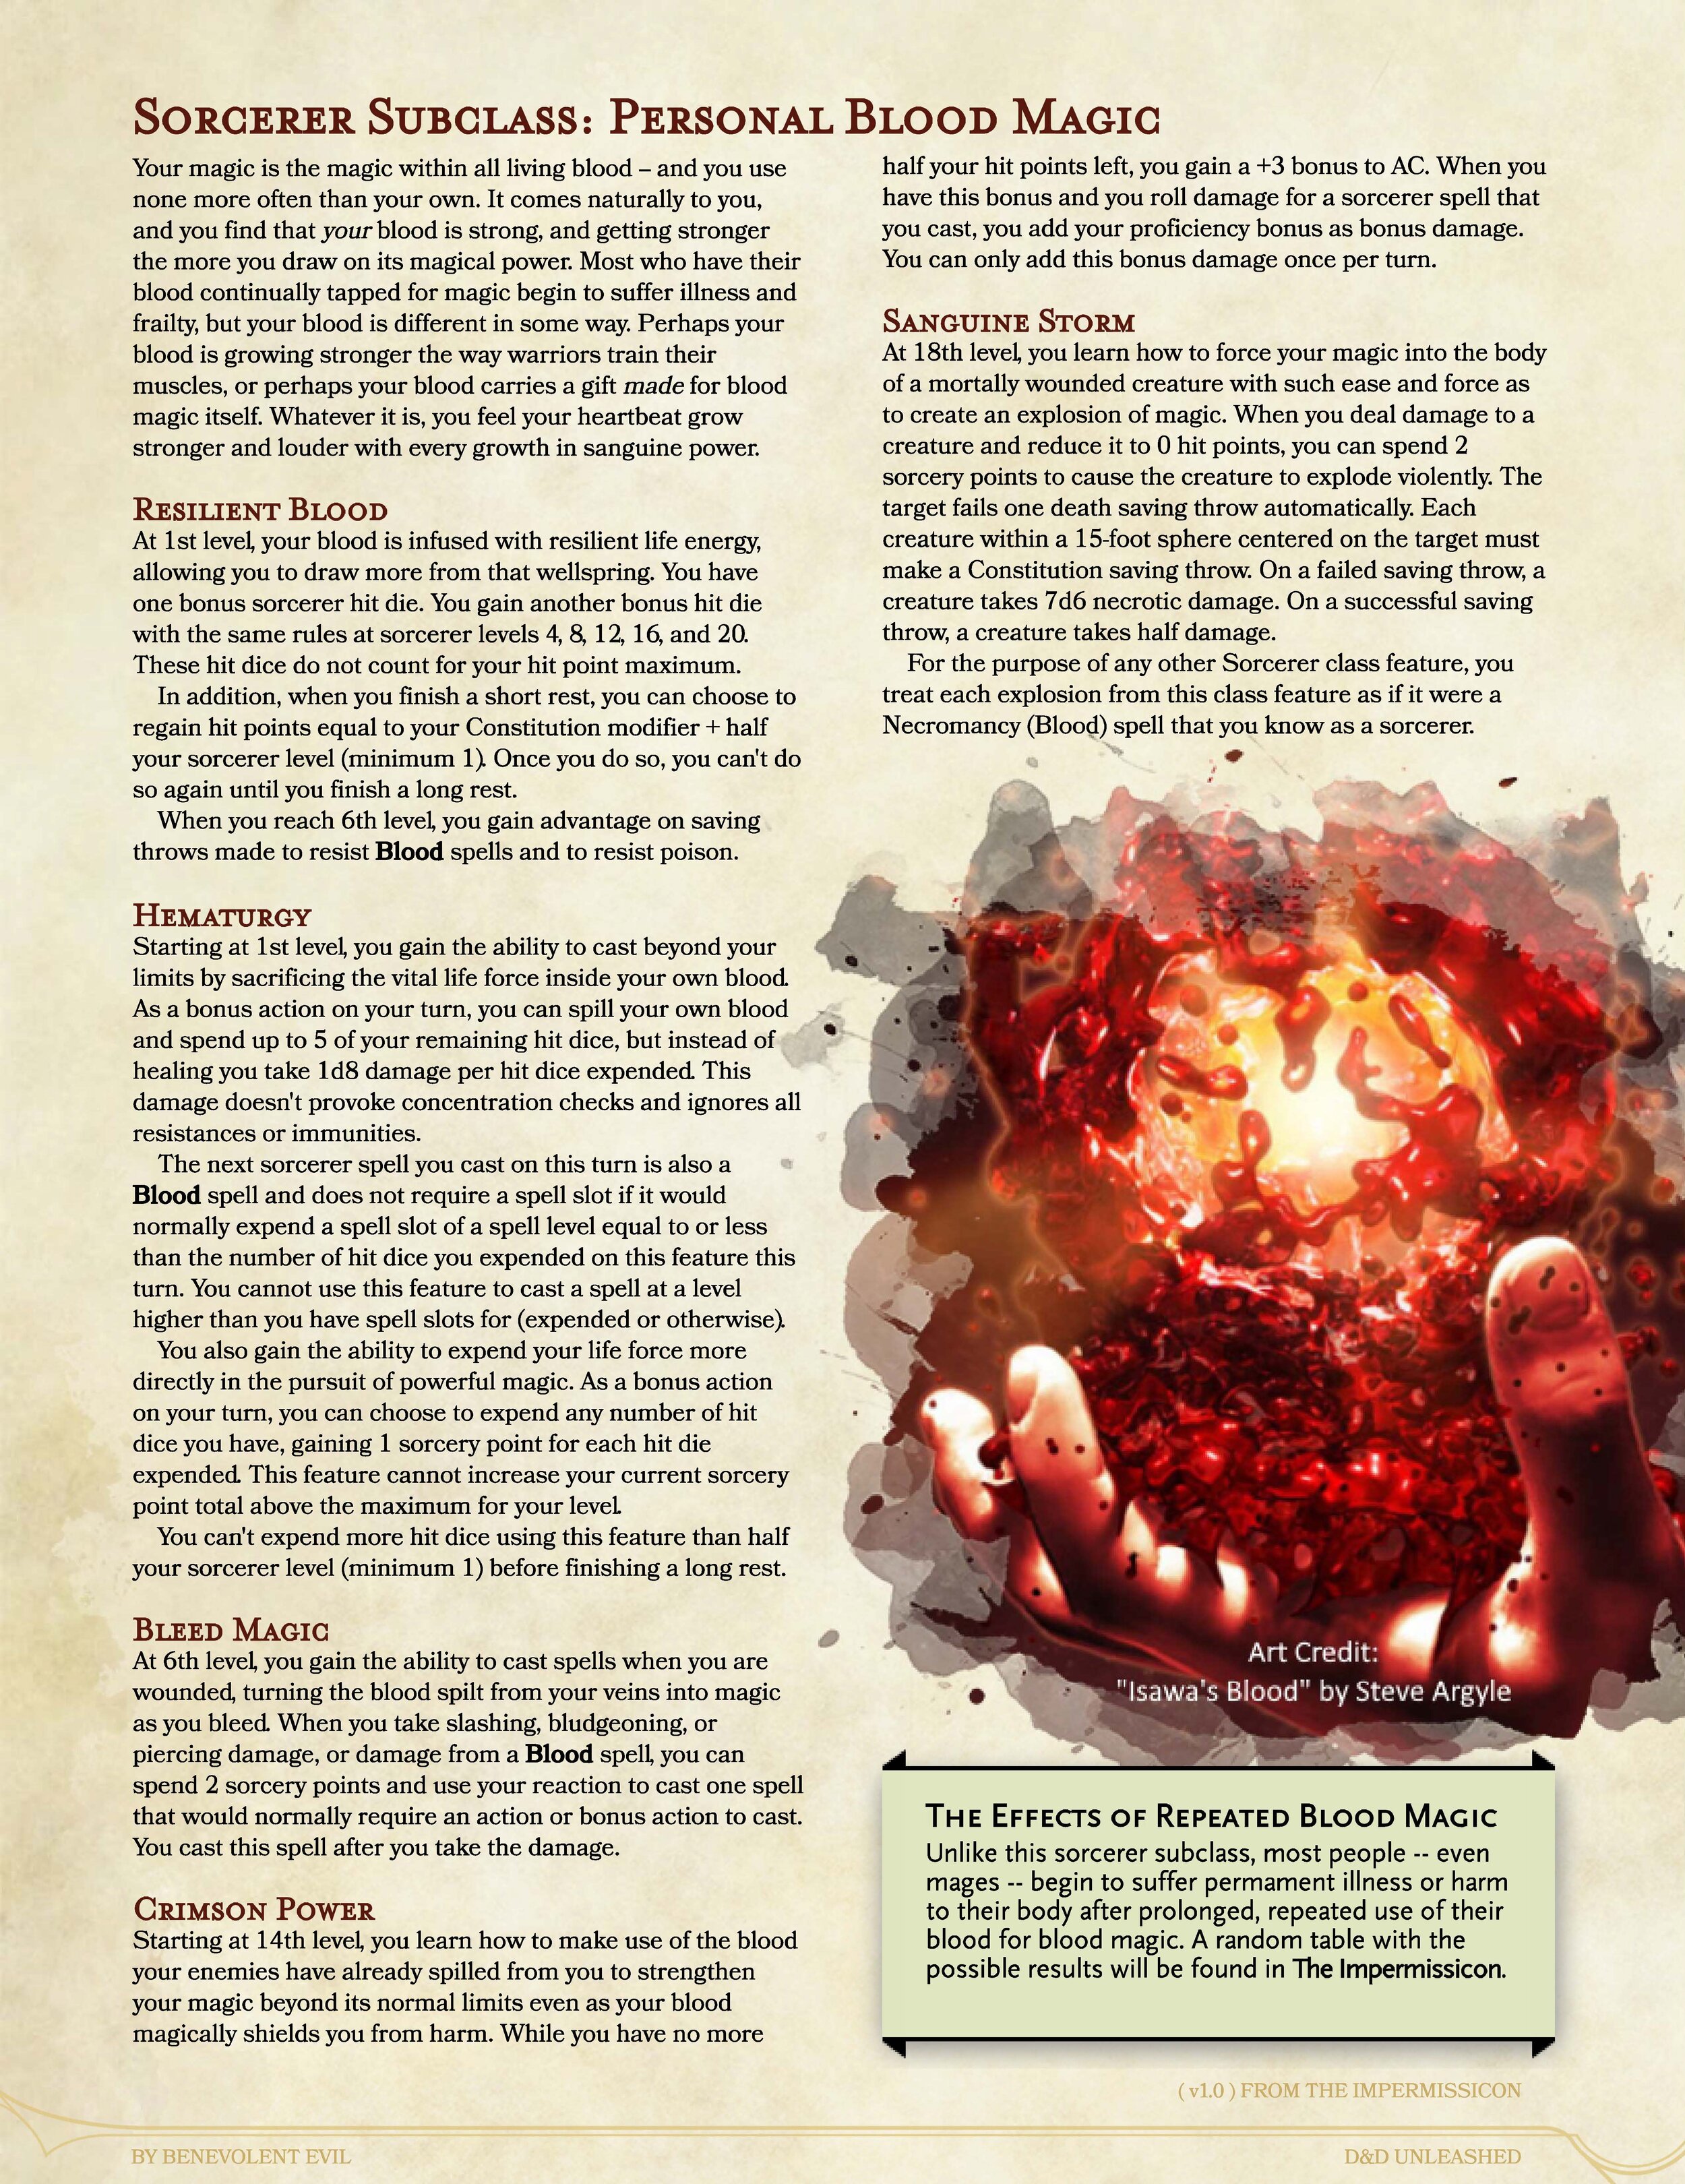 Sorcerer Subclass: Personal Blood Magic
Your magic is the magic within all living blood – and you use
none more often than your own. It comes naturally to you,
and you find that your blood is strong, and getting stronger
the more you draw on its magical power. Most who have their
blood continually tapped for magic begin to suffer illness and
frailty, but your blood is different in some way. Perhaps your
blood is growing stronger the way warriors train their
muscles, or perhaps your blood carries a gift made for blood
magic itself. Whatever it is, you feel your heartbeat grow
stronger and louder with every growth in sanguine power.
Resilient Blood
At 1st level, your blood is infused with resilient life energy,
allowing you to draw more from that wellspring. You have
one bonus sorcerer hit die. You gain another bonus hit die
with the same rules at sorcerer levels 4, 8, 12, 16, and 20.
These hit dice do not count for your hit point maximum.
In addition, when you finish a short rest, you can choose to
regain hit points equal to your Constitution modifier + half
your sorcerer level (minimum 1). Once you do so, you can't do
so again until you finish a long rest.
When you reach 6th level, you gain advantage on saving
throws made to resist Blood spells and to resist poison.
Hematurgy
Starting at 1st level, you gain the ability to cast beyond your
limits by sacrificing the vital life force inside your own blood.
As a bonus action on your turn, you can spill your own blood
and spend up to 5 of your remaining hit dice, but instead of
healing you take 1d8 damage per hit dice expended. This
damage doesn't provoke concentration checks and ignores all
resistances or immunities.
The next sorcerer spell you cast on this turn is also a
Blood spell and does not require a spell slot if it would
normally expend a spell slot of a spell level equal to or less
than the number of hit dice you expended on this feature this
turn. You cannot use this feature to cast a spell at a level
higher than you have spell slots for (expended or otherwise).
You also gain the ability to expend your life force more
directly in the pursuit of powerful magic. As a bonus action
on your turn, you can choose to expend any number of hit
dice you have, gaining 1 sorcery point for each hit die
expended. This feature cannot increase your current sorcery
point total above the maximum for your level.
You can't expend more hit dice using this feature than half
your sorcerer level (minimum 1) before finishing a long rest.
Bleed Magic
At 6th level, you gain the ability to cast spells when you are
wounded, turning the blood spilt from your veins into magic
as you bleed. When you take slashing, bludgeoning, or
piercing damage, or damage from a Blood spell, you can
spend 2 sorcery points and use your reaction to cast one spell
that would normally require an action or bonus action to cast.
You cast this spell after you take the damage.
Crimson Power
Starting at 14th level, you learn how to make use of the blood
your enemies have already spilled from you to strengthen
your magic beyond its normal limits even as your blood
magically shields you from harm. While you have no more
half your hit points left, you gain a +3 bonus to AC. When you
have this bonus and you roll damage for a sorcerer spell that
you cast, you add your proficiency bonus as bonus damage.
You can only add this bonus damage once per turn.
Sanguine Storm
At 18th level, you learn how to force your magic into the body
of a mortally wounded creature with such ease and force as
to create an explosion of magic. When you deal damage to a
creature and reduce it to 0 hit points, you can spend 2
sorcery points to cause the creature to explode violently. The
target fails one death saving throw automatically. Each
creature within a 15-foot sphere centered on the target must
make a Constitution saving throw. On a failed saving throw, a
creature takes 7d6 necrotic damage. On a successful saving
throw, a creature takes half damage.
For the purpose of any other Sorcerer class feature, you
treat each explosion from this class feature as if it were a
Necromancy (Blood) spell that you know as a sorcerer.
Art Credit:
"Isawa's Blood" by Steve Argyle
The Effects of Repeated Blood Magic
Unlike this sorcerer subclass, most people -- even
mages -- begin to suffer permament illness or harm
to their body after prolonged, repeated use of their
blood for blood magic. A random table with the
possible results will be found in The Impermissicon.
( v1.0 ) FROM THE IMPERMISSICON
BY BENEVOLENT EVIL
D&D UNLEASHED